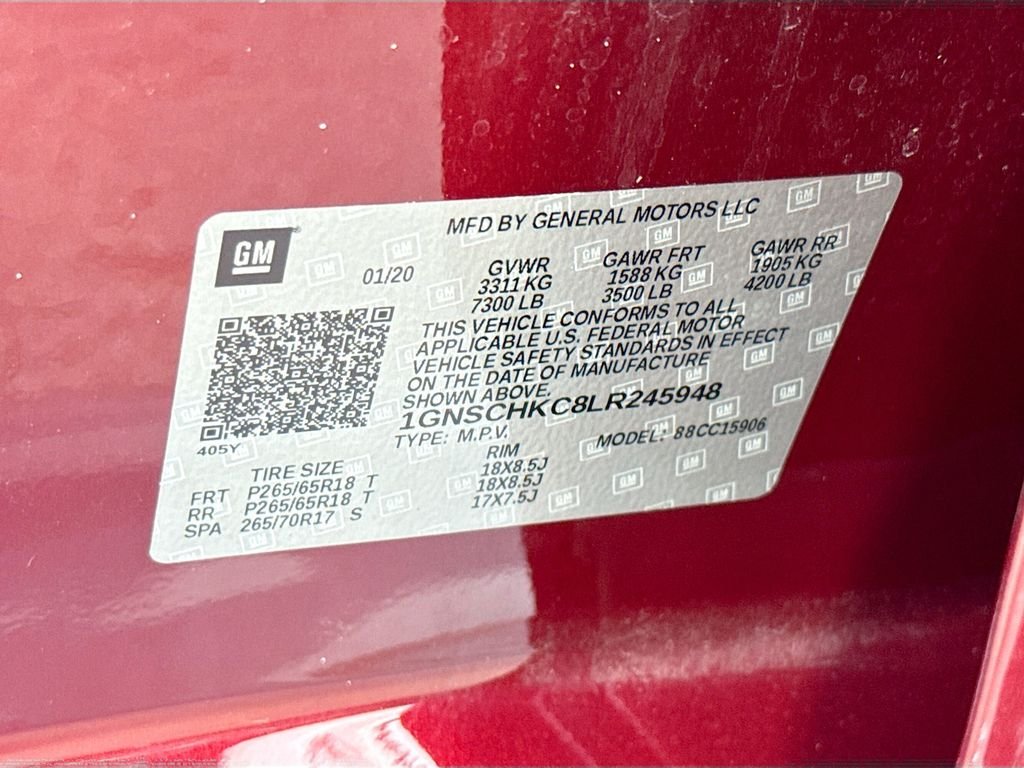 GM
MFD BY GENERAL MOTORS LLC
01/20
GVWR GAWR FRT GAWR RR
3311 KG 1588 KG 1905 KG
7300 LB 3500 LB 4200 LB
THIS VEHICLE CONFORMS TO ALL
APPLICABLE U.S. FEDERAL MOTOR
VEHICLE SAFETY STANDARDS IN EFFECT
ON THE DATE OF MANUFACTURE
SHOWN ABOVE.
1GNSCHKC8LR245948
405Y
TYPE: M.P.V. MODEL: 88CC15906
TIRE SIZE RIM
FRT P265/65R18 T 18X8.5J
RR P265/65R18 T 18X8.5J
SPA 265/70R17 S 17X7.5J